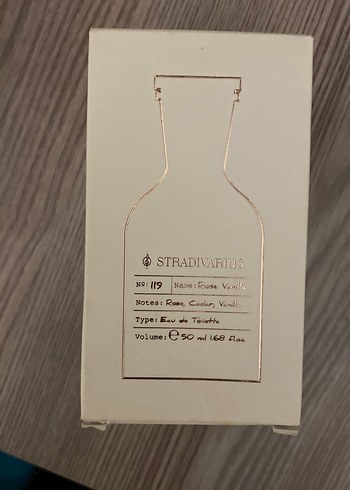 STRADIVARIUS
Nº: 119 Name: Rose Vanilla
Notes: Rose, Cedar, Vanilla
Type: Eau de Toilette
Volume: ℮ 50 ml 1.68 fl.oz